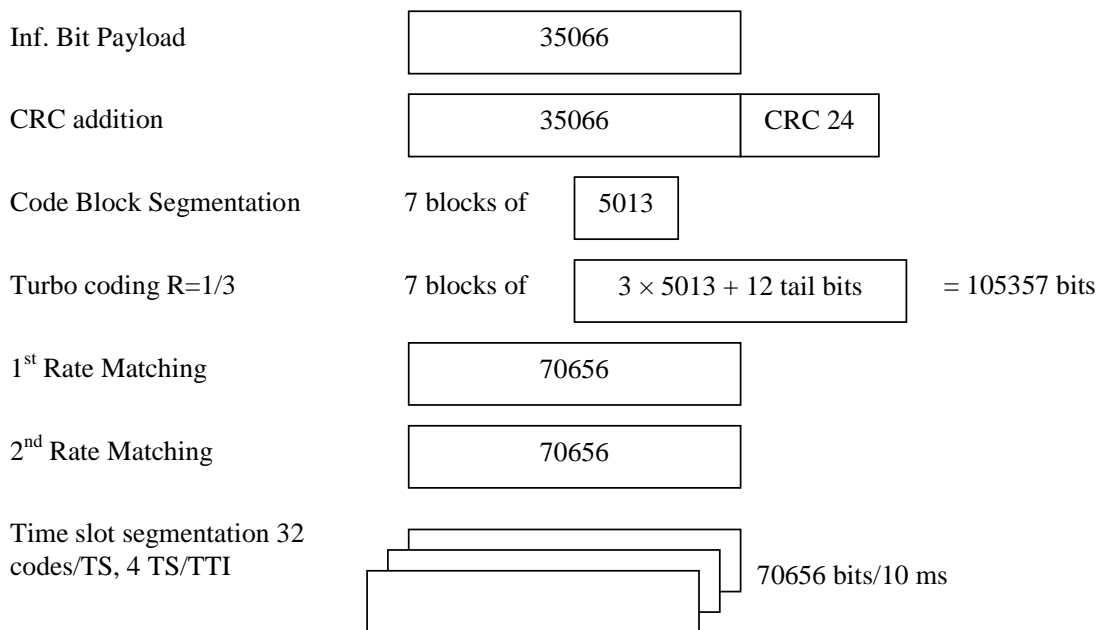 Inf. Bit Payload 35066
CRC addition 35066 CRC 24
Code Block Segmentation 7 blocks of 5013
Turbo coding R=1/3 7 blocks of 3 × 5013 + 12 tail bits = 105357 bits
1st Rate Matching 70656
2nd Rate Matching 70656
Time slot segmentation 32
codes/TS, 4 TS/TTI
70656 bits/10 ms